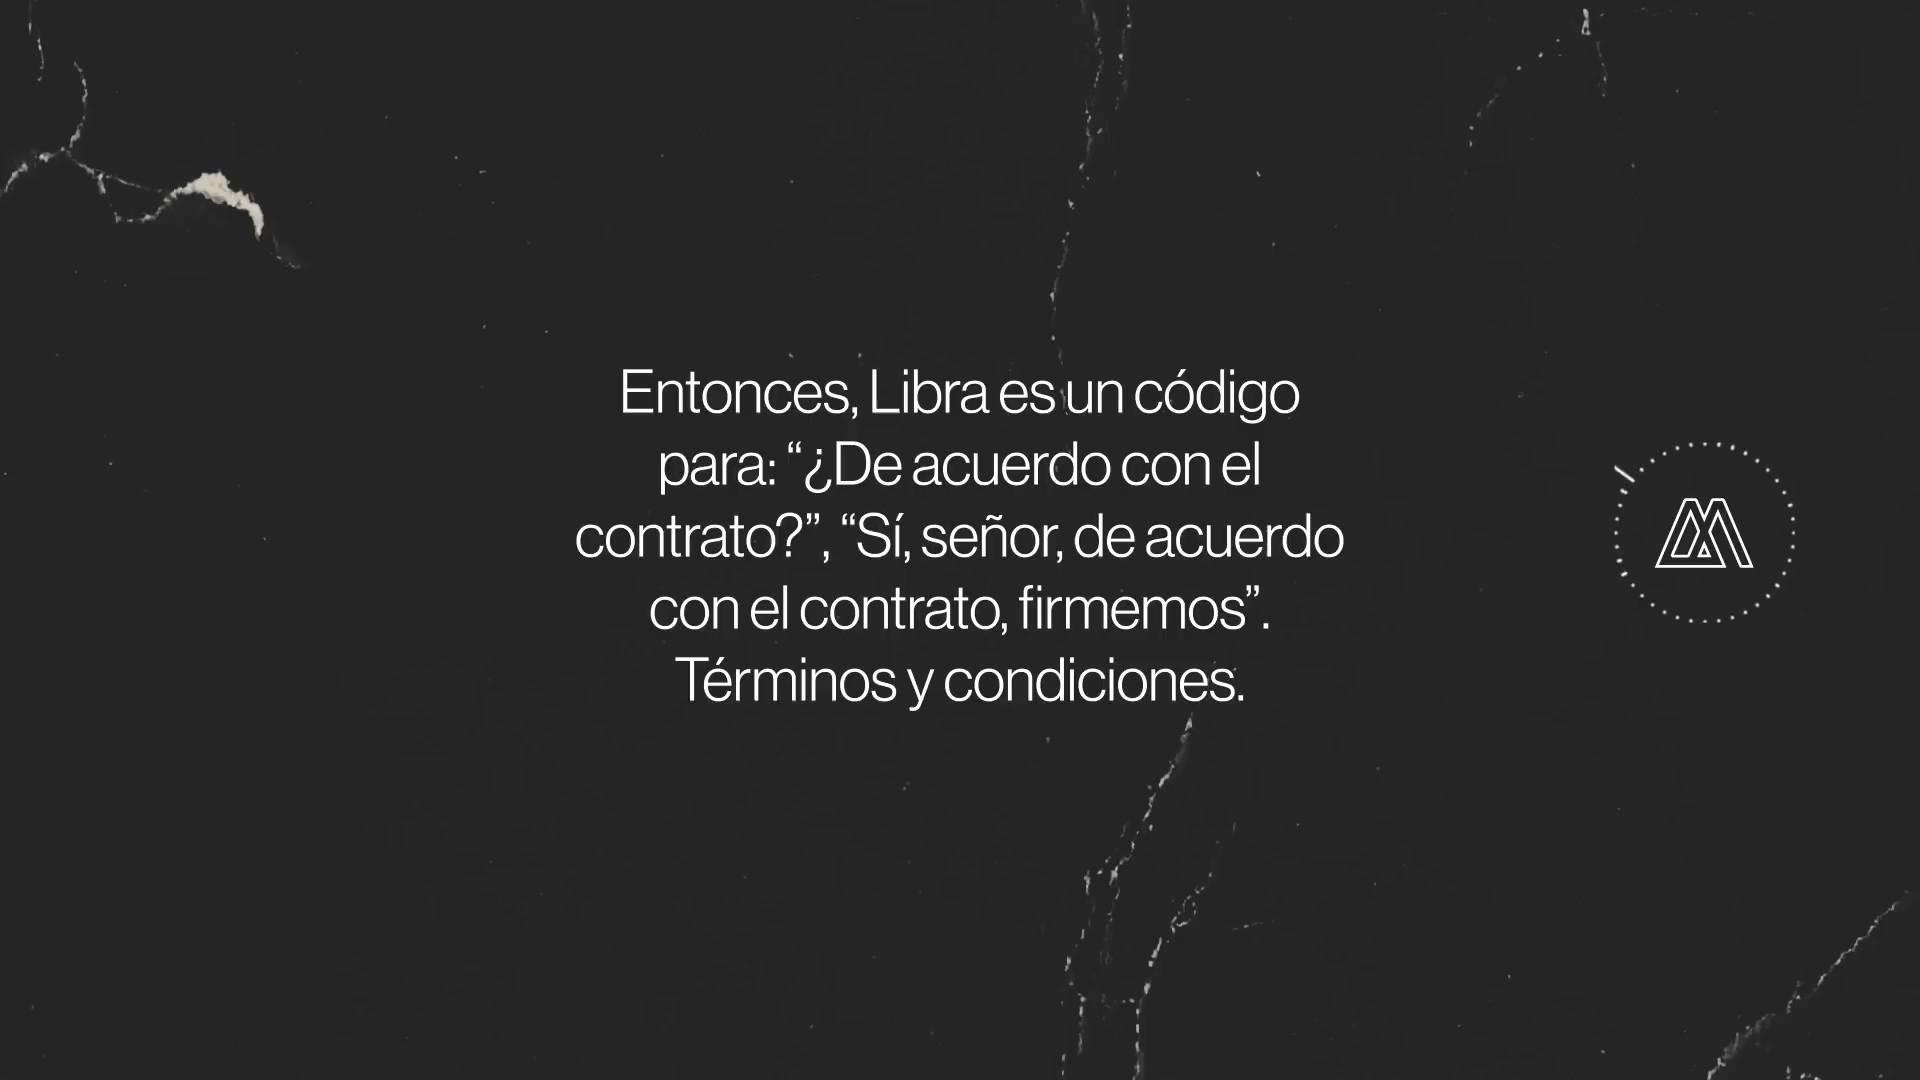 Entonces, Libra es un código
para: “¿De acuerdo con el
contrato?”, “Sí, señor, de acuerdo
con el contrato, firmemos”.
Términos y condiciones.